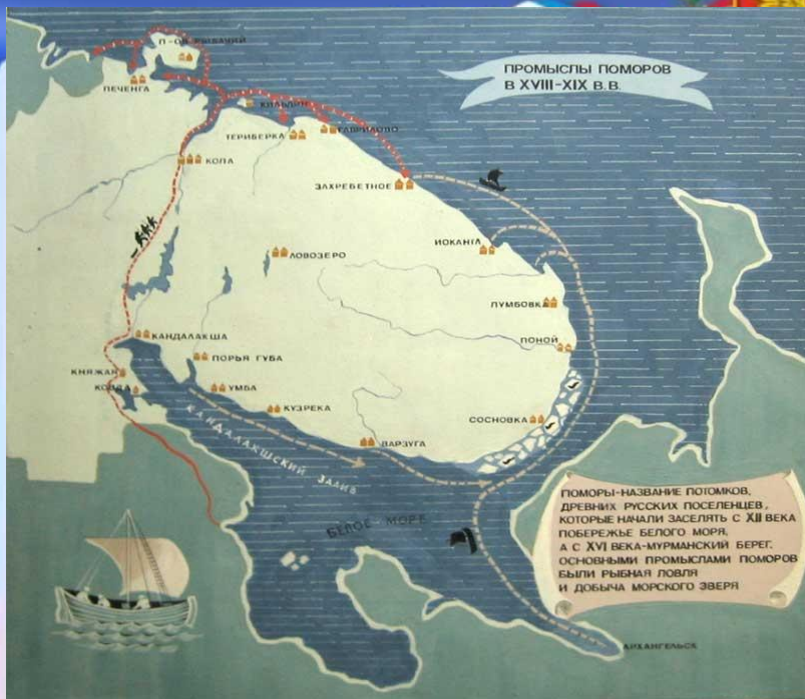 П-ОВ РЫБАЧИЙ
ПЕЧЕНГА
ПРОМЫСЛЫ ПОМОРОВ
В XVIII-XIX В.В.
КИЛЬДИН
ТЕРИБЕРКА
ГАВРИЛОВО
КОЛА
ЗАХРЕБЕТНОЕ
ИОКАНГА
ЛОВОЗЕРО
ЛУМБОВКА
КАНДАЛАКША
ПОНОЙ
ПОРЬЯ ГУБА
КНЯЖАЯ
КОВДА
УМБА
КУЗРЕКА
СОСНОВКА
ВАРЗУГА
КАНДАЛАКШСКИЙ ЗАЛИВ
БЕЛОЕ МОРЕ
ПОМОРЫ-НАЗВАНИЕ ПОТОМКОВ,
ДРЕВНИХ РУССКИХ ПОСЕЛЕНЦЕВ,
КОТОРЫЕ НАЧАЛИ ЗАСЕЛЯТЬ С XII ВЕКА
ПОБЕРЕЖЬЕ БЕЛОГО МОРЯ,
А С XVI ВЕКА-МУРМАНСКИЙ БЕРЕГ.
ОСНОВНЫМИ ПРОМЫСЛАМИ ПОМОРОВ
БЫЛИ РЫБНАЯ ЛОВЛЯ
И ДОБЫЧА МОРСКОГО ЗВЕРЯ
АРХАНГЕЛЬСК